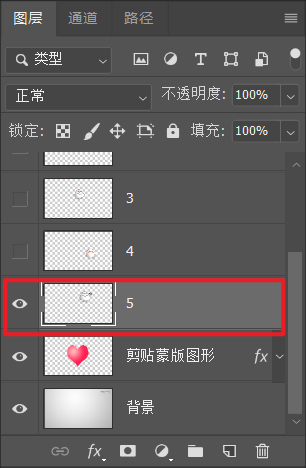 图层 通道 路径
类型
正常 不透明度: 100%
锁定: 填充: 100%
3
4
5
剪贴蒙版图形 fx
背景
fx